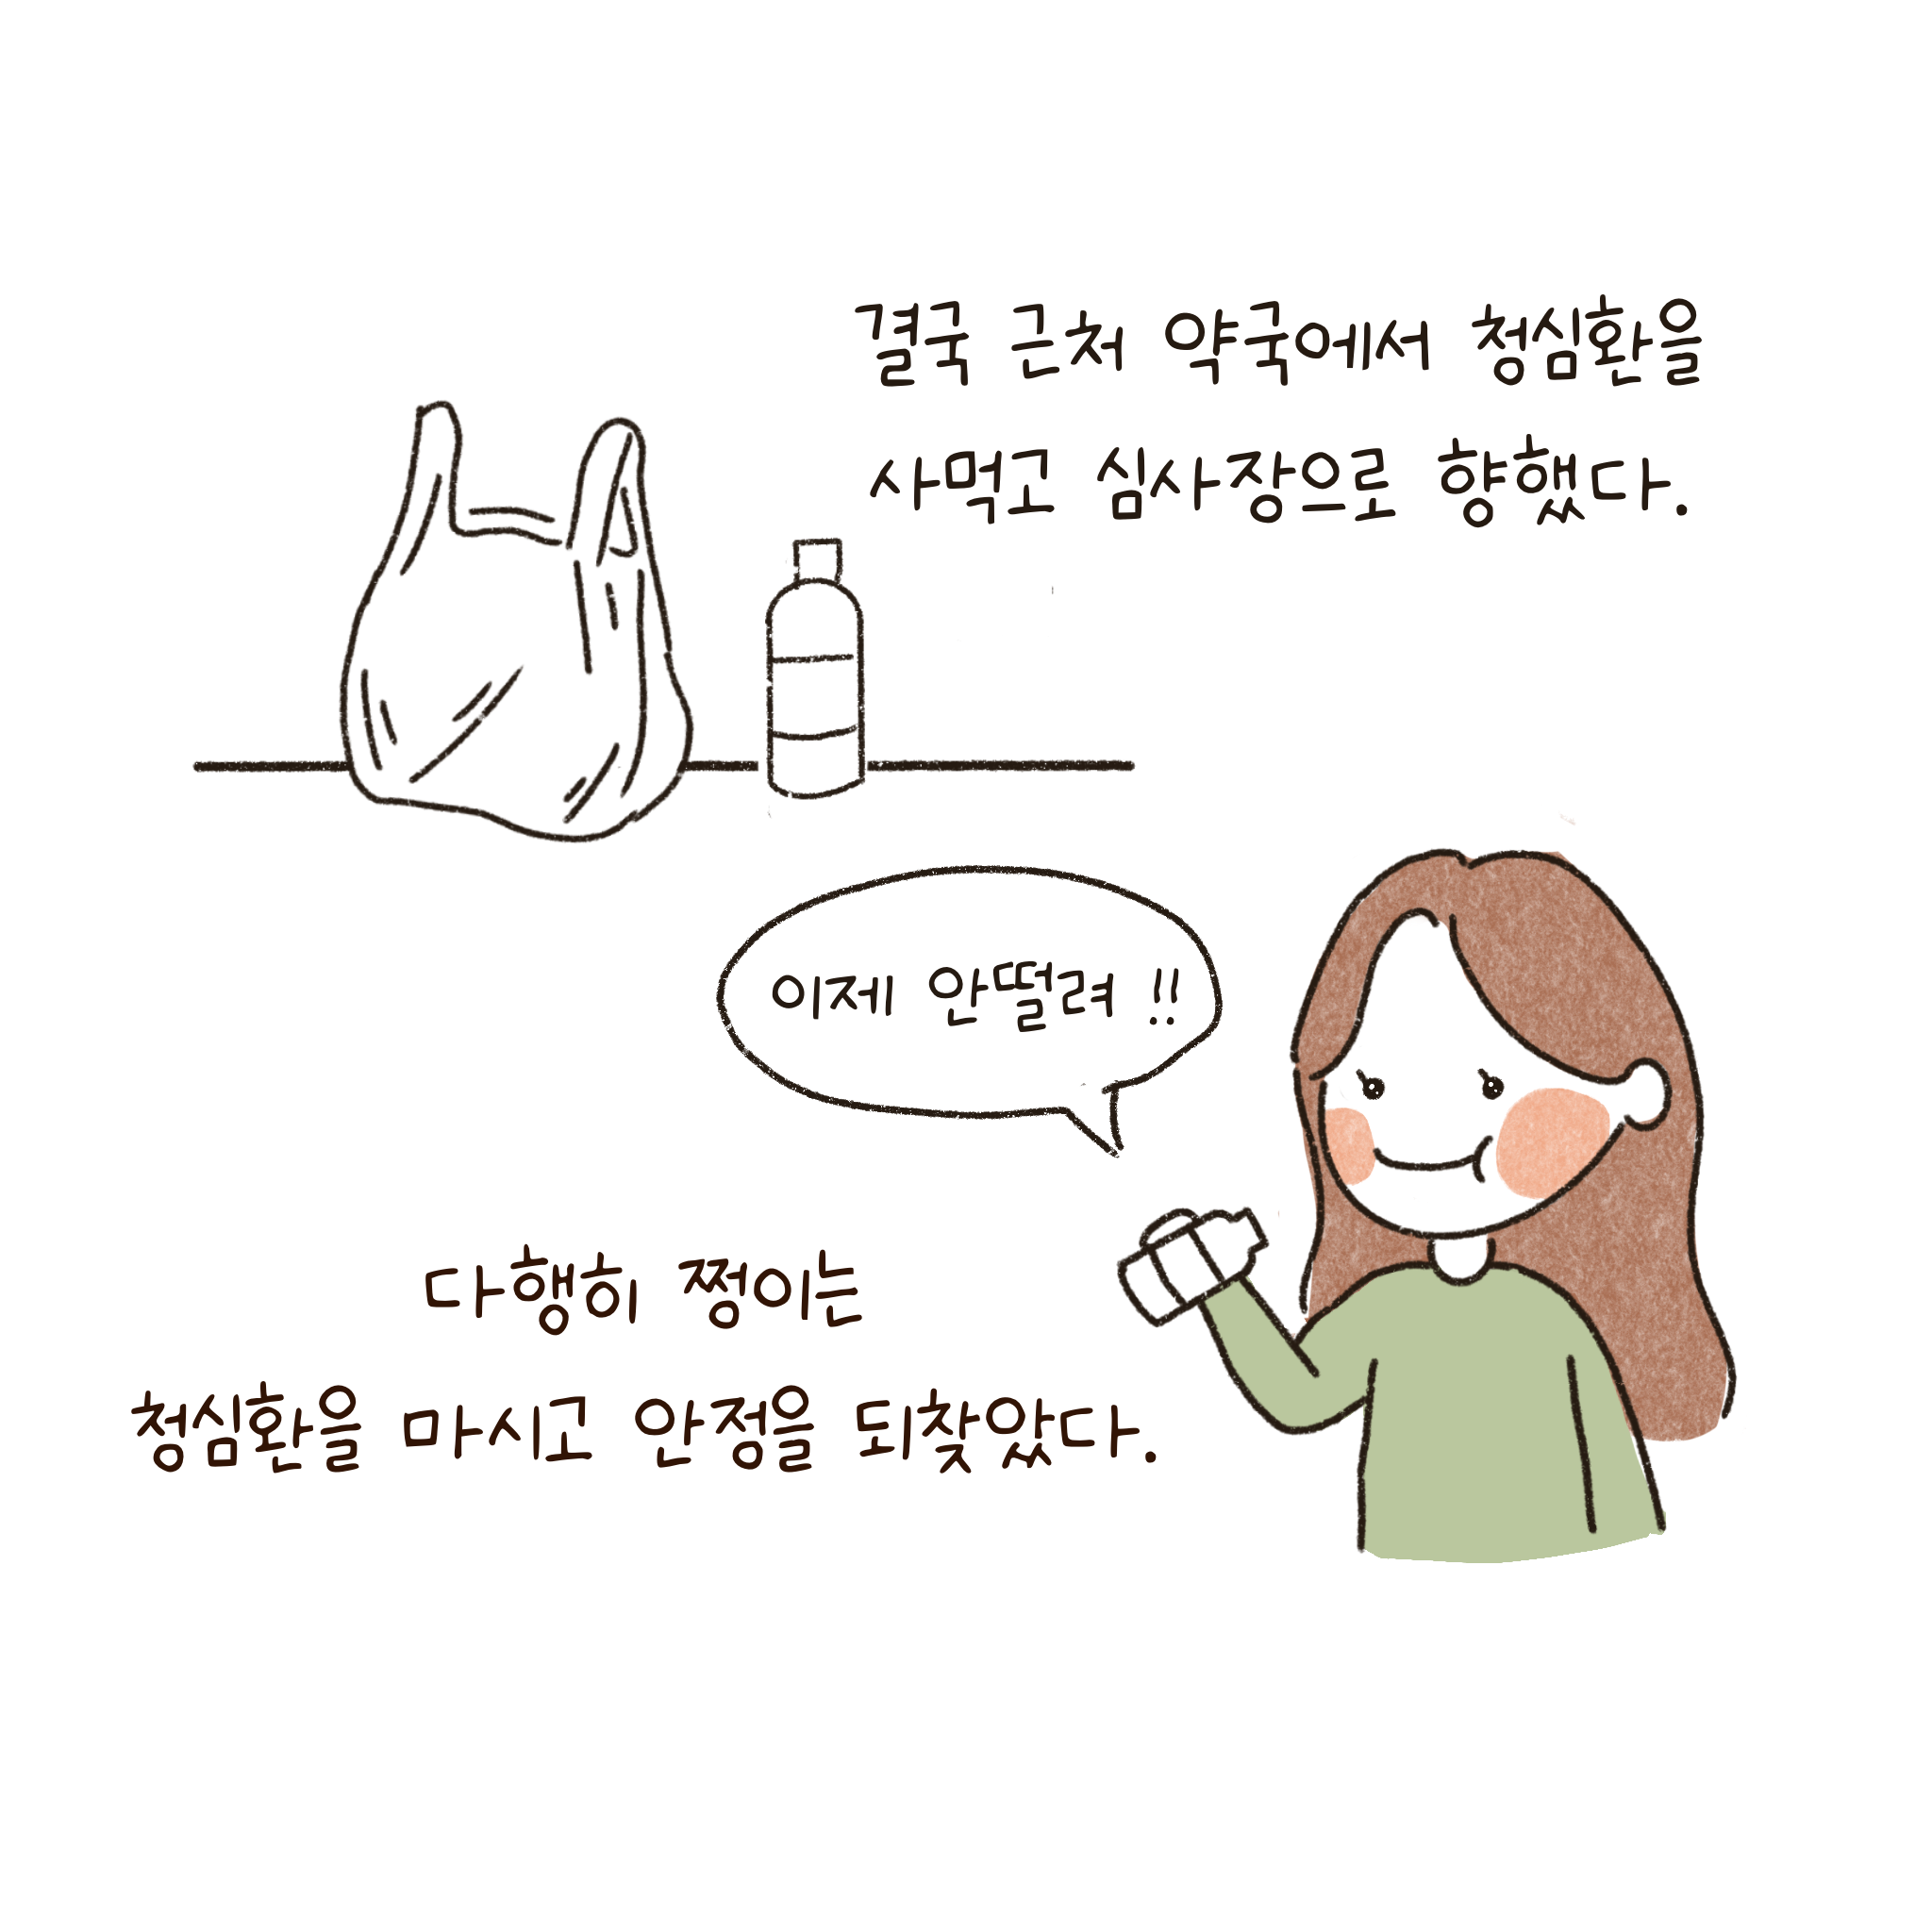 결국 근처 약국에서 청심환을
사먹고 심사장으로 향했다.
이제 안떨려 !!
다행히 쩡이는
청심환을 마시고 안정을 되찾았다.